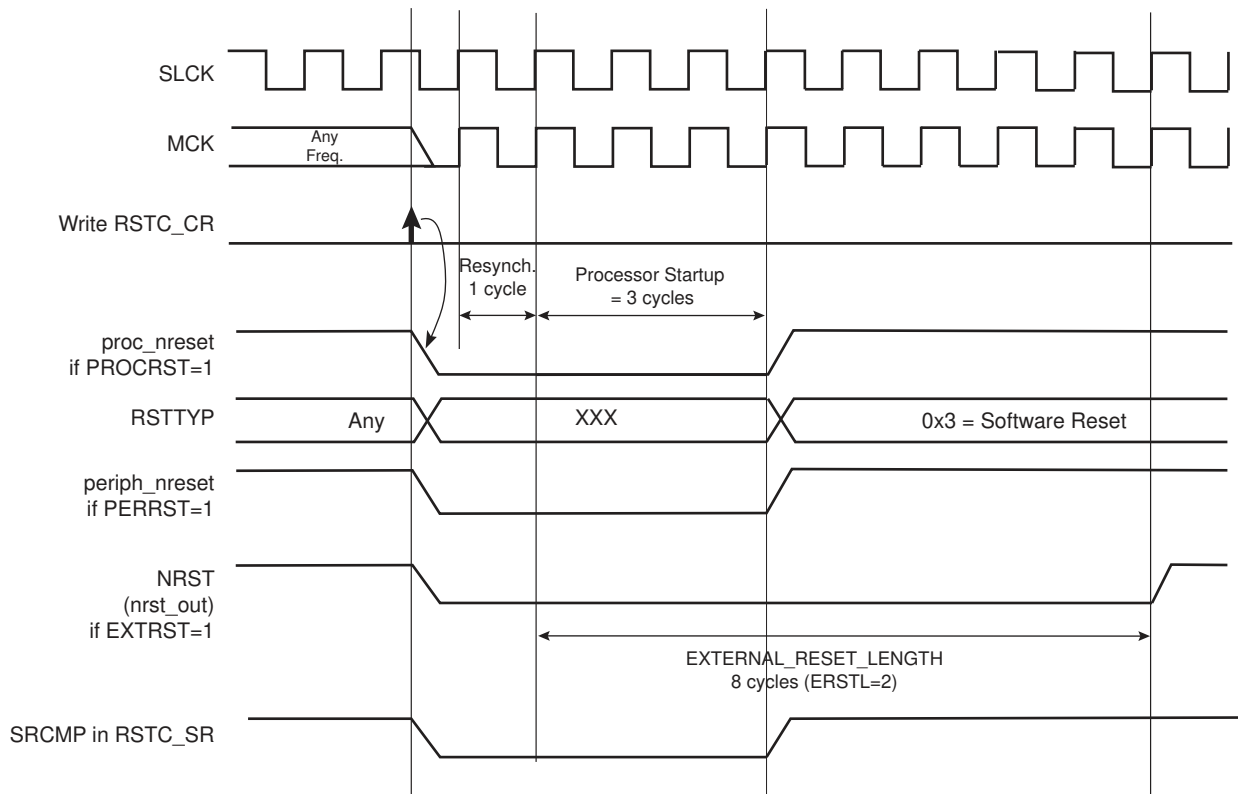 SLCK
MCK
Any
Freq.
Write RSTC_CR
Resynch.
1 cycle
Processor Startup
= 3 cycles
proc_nreset
if PROCRST=1
RSTTYP
Any
XXX
0x3 = Software Reset
periph_nreset
if PERRST=1
NRST
(nrst_out)
if EXTRST=1
EXTERNAL_RESET_LENGTH
8 cycles (ERSTL=2)
SRCMP in RSTC_SR